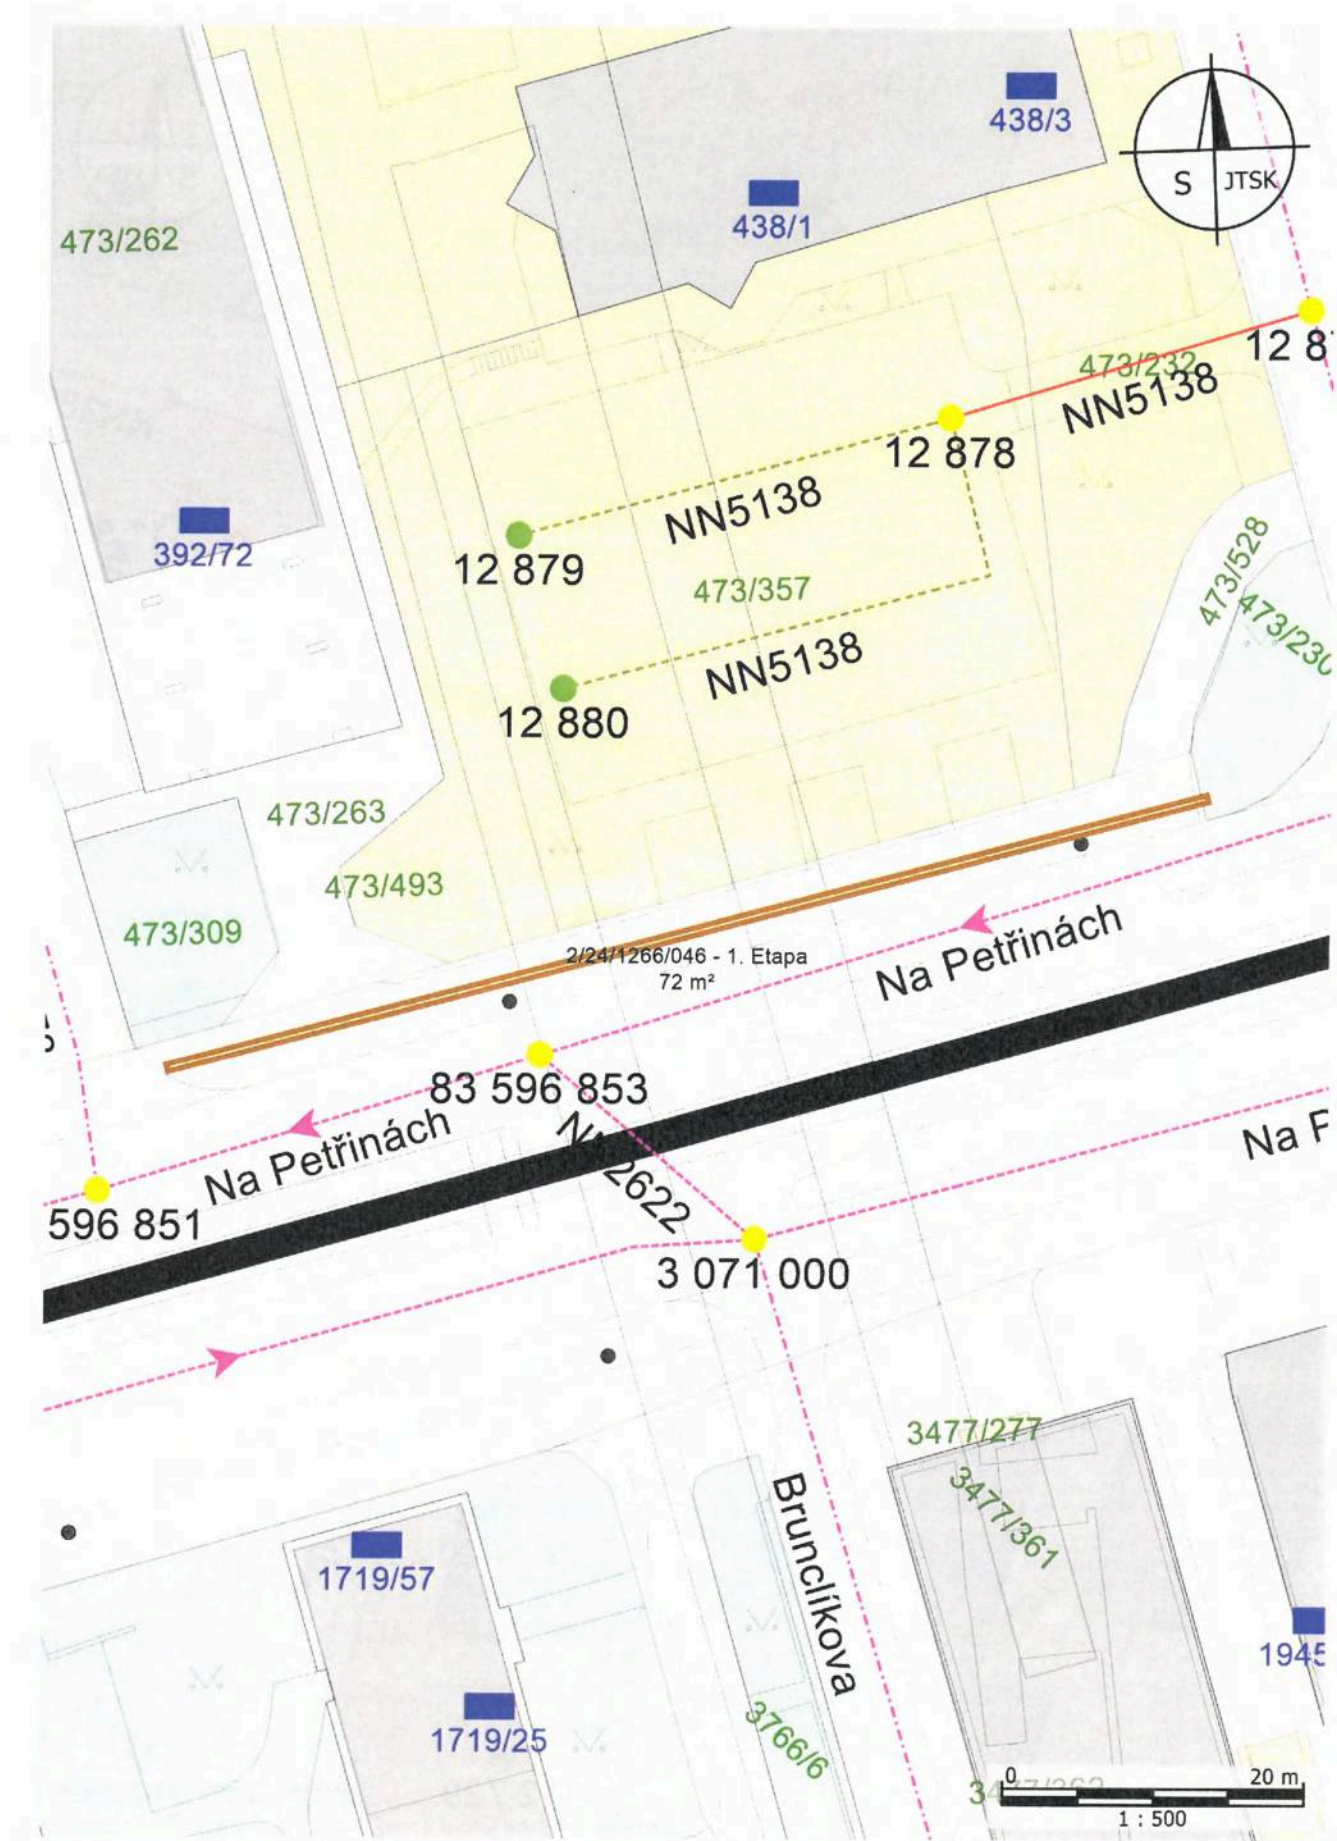 438/3
S JTSK
438/1
473/262
12 8
473/232
NN5138
12 878
NN5138
392/72
12 879
473/357
473/528
473/230
NN5138
12 880
473/263
473/493
473/309
Na Petřinách
2/24/1266/046 - 1. Etapa
72 m²
83 596 853
Na Petřinách
NN2622
Na P
596 851
3 071 000
3477/277
3477/361
Brunclíkova
1719/57
1945
1719/25
3766/6
0 20 m
1 : 500